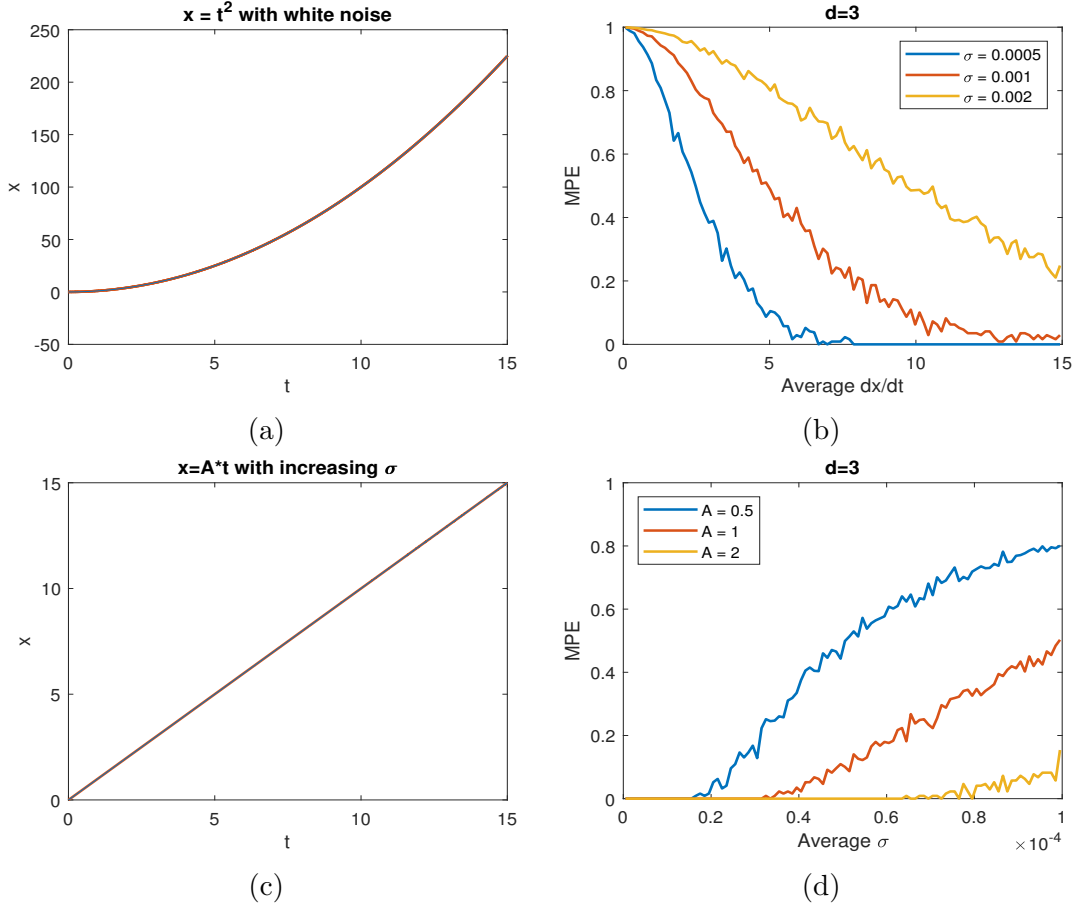 x = t² with white noise
250
200
150
100
50
0
-50
x
0 5 10 15
t
(a)
d=3
1
0.8
0.6
0.4
0.2
0
MPE
σ = 0.0005
σ = 0.001
σ = 0.002
0 5 10 15
Average dx/dt
(b)
x=A*t with increasing σ
15
10
5
0
x
0 5 10 15
t
(c)
d=3
1
0.8
0.6
0.4
0.2
0
MPE
A = 0.5
A = 1
A = 2
0 0.2 0.4 0.6 0.8 1
Average σ
×10⁻⁴
(d)